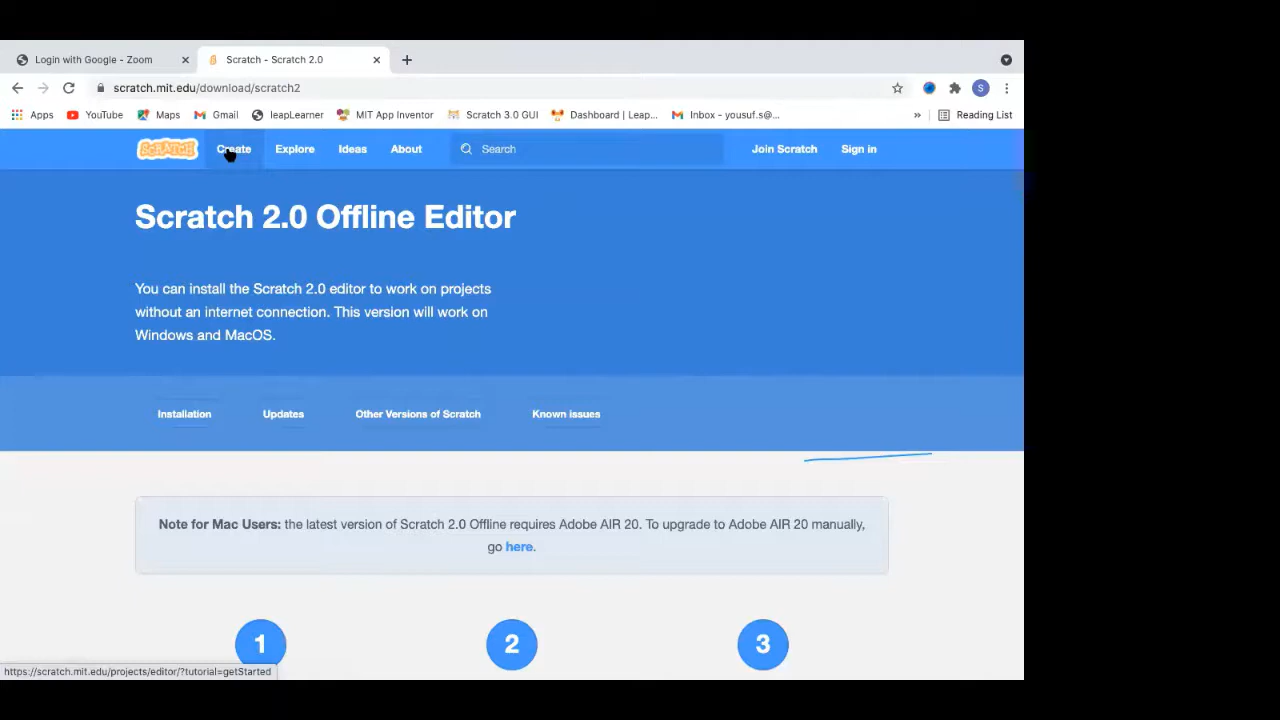 Login with Google - Zoom
Scratch - Scratch 2.0
scratch.mit.edu/download/scratch2
S
Apps
YouTube
Maps
Gmail
leapLearner
MIT App Inventor
Scratch 3.0 GUI
Dashboard | Leap...
Inbox - yousuf.s@...
»
Reading List
SCRATCH
Create
Explore
Ideas
About
Search
Join Scratch
Sign in
Scratch 2.0 Offline Editor
You can install the Scratch 2.0 editor to work on projects
without an internet connection. This version will work on
Windows and MacOS.
Installation
Updates
Other Versions of Scratch
Known issues
Note for Mac Users: the latest version of Scratch 2.0 Offline requires Adobe AIR 20. To upgrade to Adobe AIR 20 manually,
go here.
1
2
3
https://scratch.mit.edu/projects/editor/?tutorial=getStarted